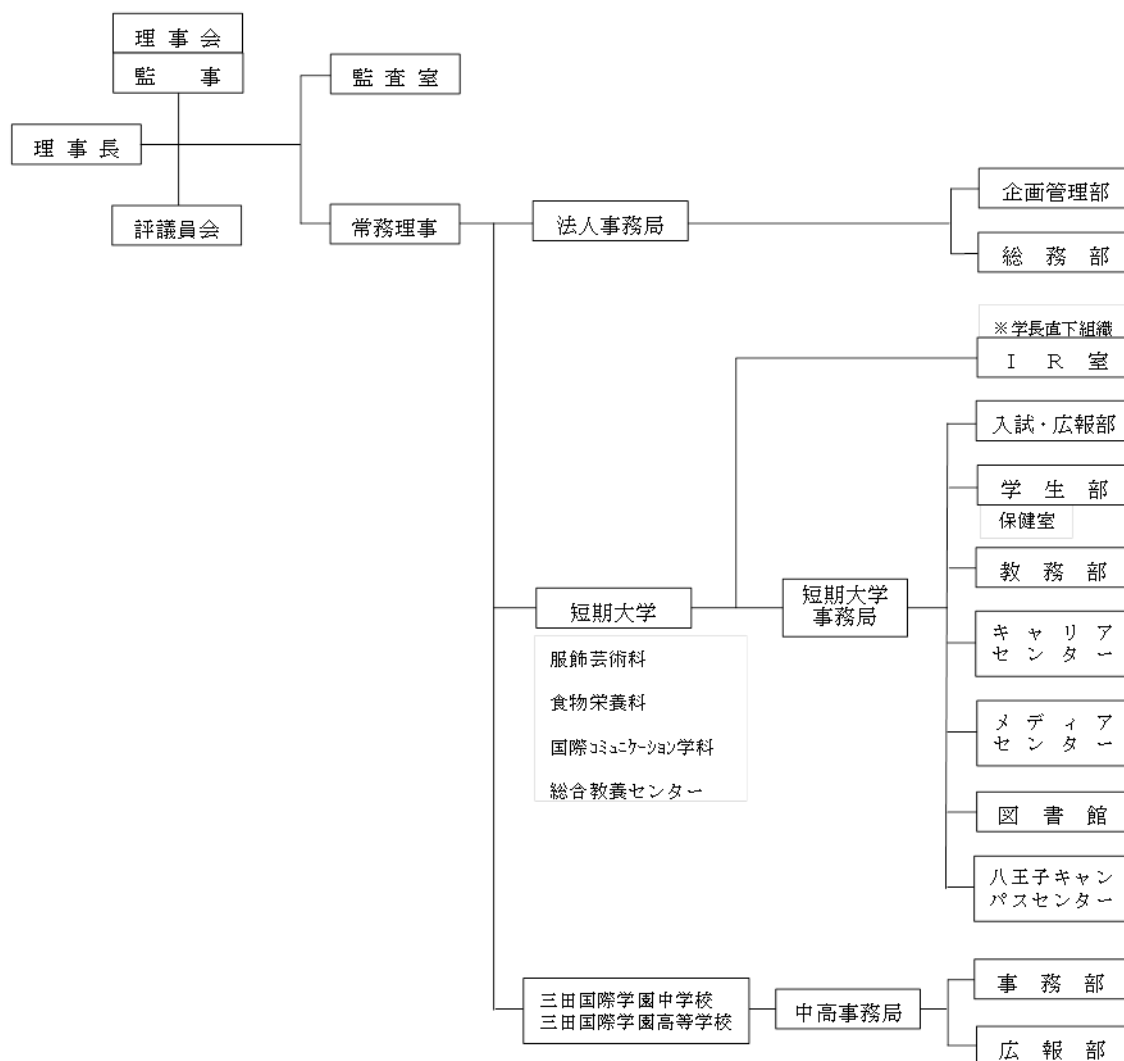 理事会
監事
監査室
理事長
評議員会
常務理事
法人事務局
企画管理部
総務部
※学長直下組織
IR室
入試・広報部
学生部
保健室
教務部
短期大学
短期大学
事務局
キャリア
センター
服飾芸術科
食物栄養科
国際ｺﾐｭﾆｹｰｼｮﾝ学科
総合教養センター
メディア
センター
図書館
八王子キャン
パスセンター
三田国際学園中学校
三田国際学園高等学校
中高事務局
事務部
広報部